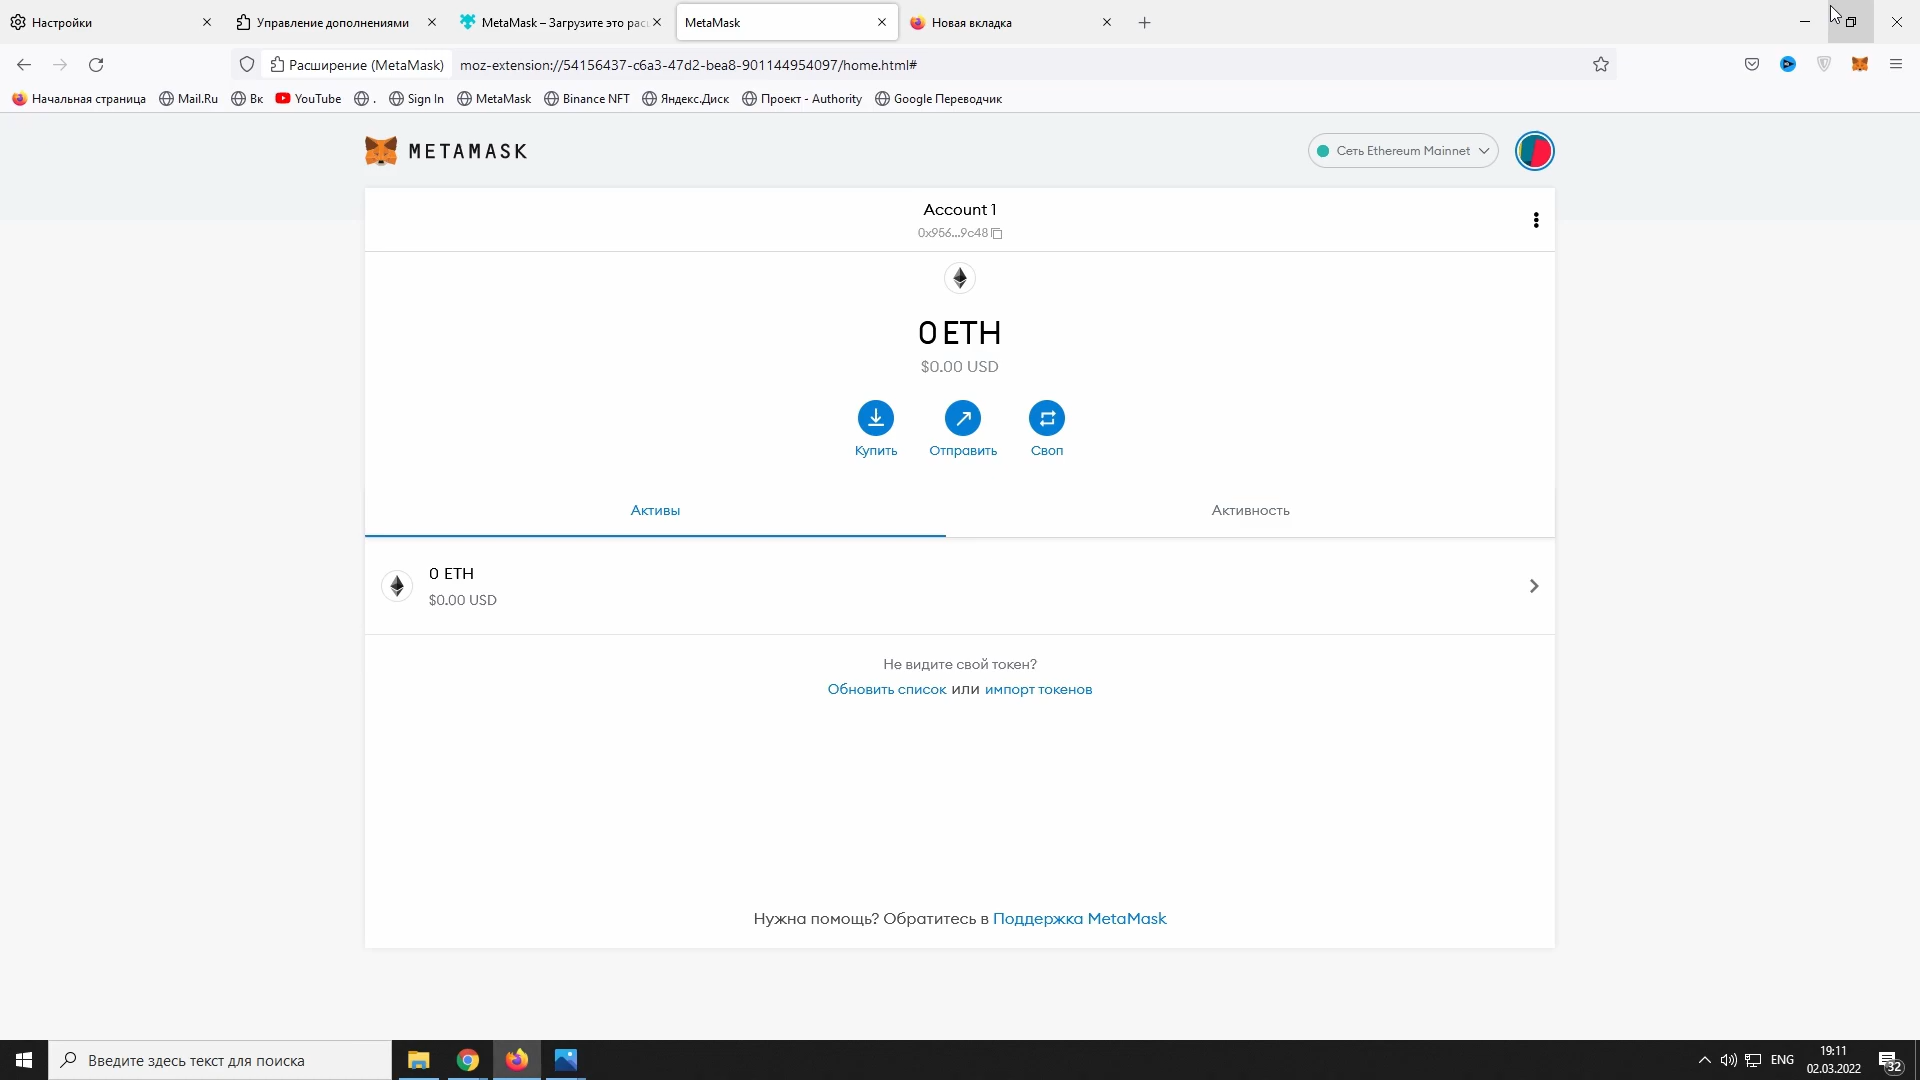 Настройки
Управление дополнениями
MetaMask – Загрузите это рас
MetaMask
Новая вкладка
Расширение (MetaMask)
moz-extension://54156437-c6a3-47d2-bea8-901144954097/home.html#
Начальная страница
Mail.Ru
Вк
YouTube
.
Sign In
MetaMask
Binance NFT
Яндекс.Диск
Проект - Authority
Google Переводчик
METAMASK
Сеть Ethereum Mainnet
Account 1
0x956...9c48
0 ETH
$0.00 USD
Купить
Отправить
Своп
Активы
Активность
0 ETH
$0.00 USD
Не видите свой токен?
Обновить список или импорт токенов
Нужна помощь? Обратитесь в Поддержка MetaMask
Введите здесь текст для поиска
ENG
19:11
02.03.2022
32